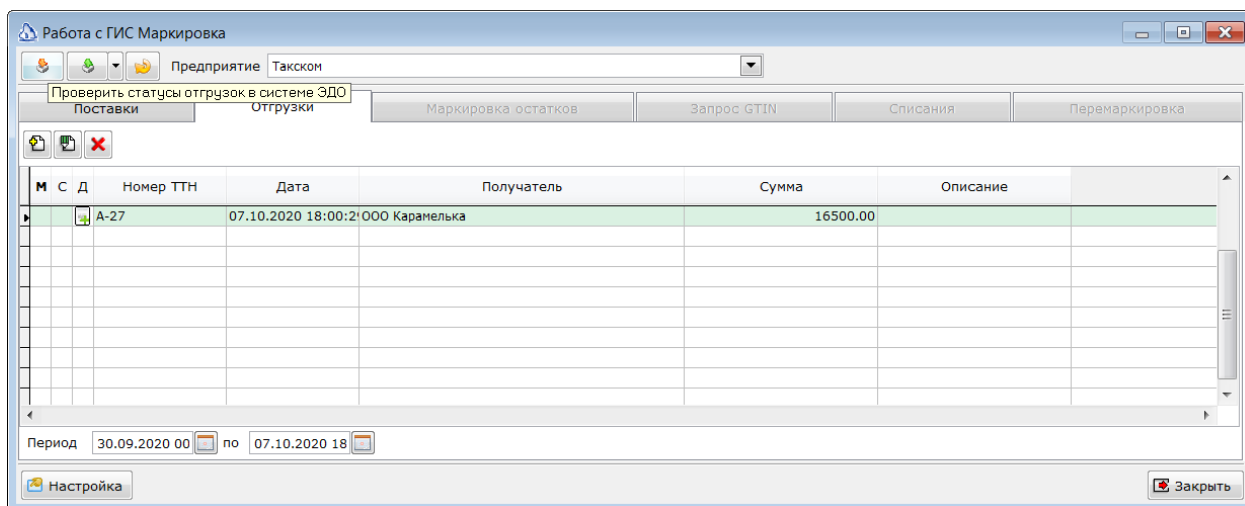 Работа с ГИС Маркировка
Предприятие Такском
Проверить статусы отгрузок в системе ЭДО
Поставки Отгрузки Маркировка остатков Запрос GTIN Списания Перемаркировка
М С Д Номер ТТН Дата Получатель Сумма Описание
А-27 07.10.2020 18:00:2 ООО Карамелька 16500.00
Период 30.09.2020 00 по 07.10.2020 18
Настройка Закрыть